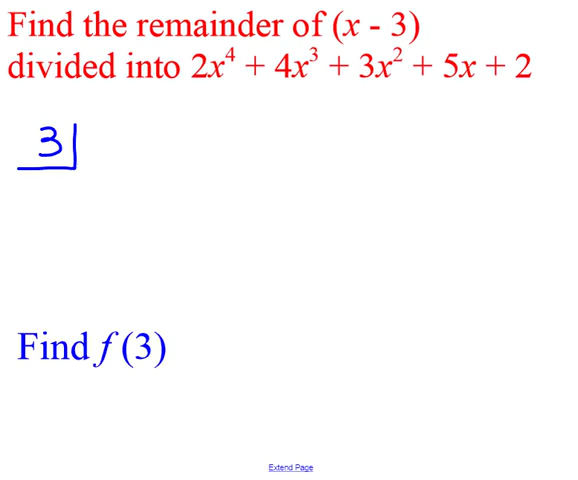 Find the remainder of (x - 3)
divided into 2x⁴ + 4x³ + 3x² + 5x + 2
3
Find f (3)
Extend Page